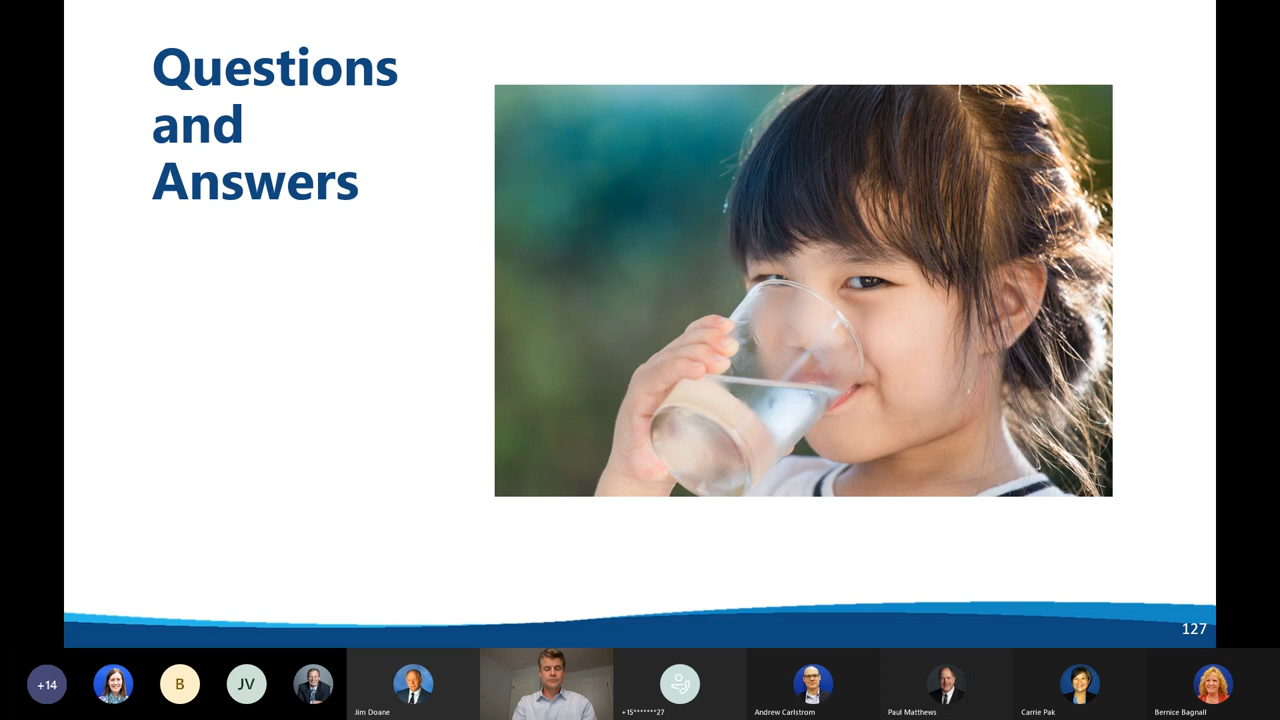 Questions
and
Answers
127
+14
B
JV
Jim Doane
+15*******27
Andrew Carlstrom
Paul Matthews
Carrie Pak
Bernice Bagnall